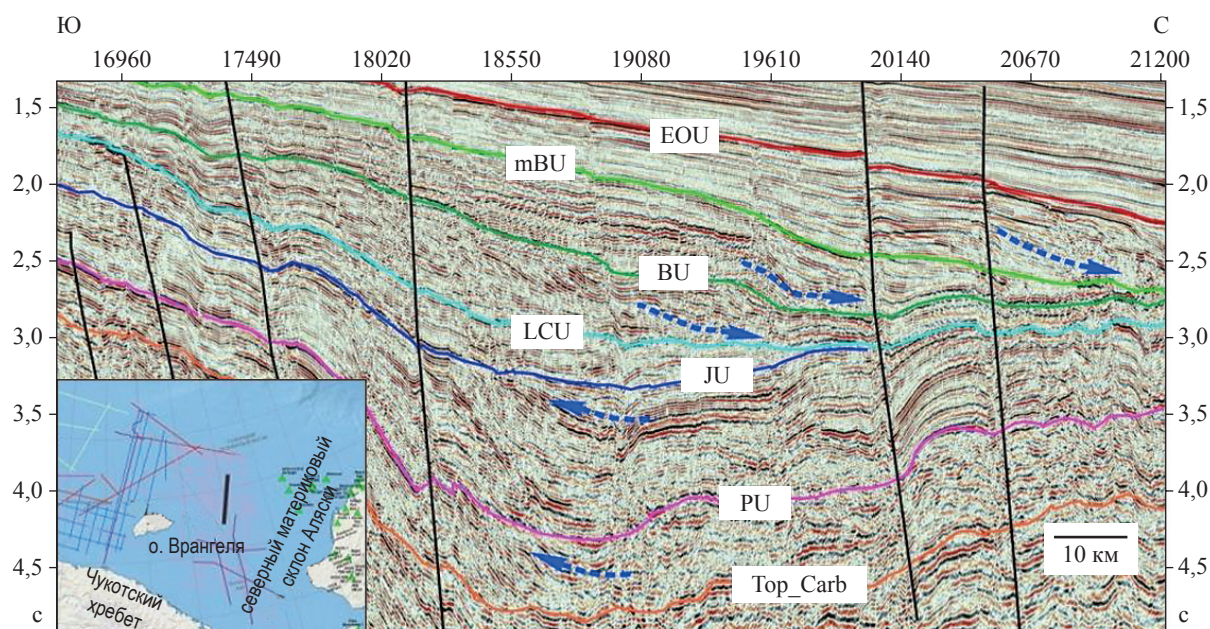 Ю С
16960 17490 18020 18550 19080 19610 20140 20670 21200
1,5 1,5
EOU
mBU
2,0 2,0
2,5 2,5
BU
LCU
3,0 3,0
JU
3,5 3,5
4,0 4,0
PU
10 км
4,5 4,5
Top_Carb
с с
о. Врангеля
северный материковый
склон Аляски
Чукотский
хребет